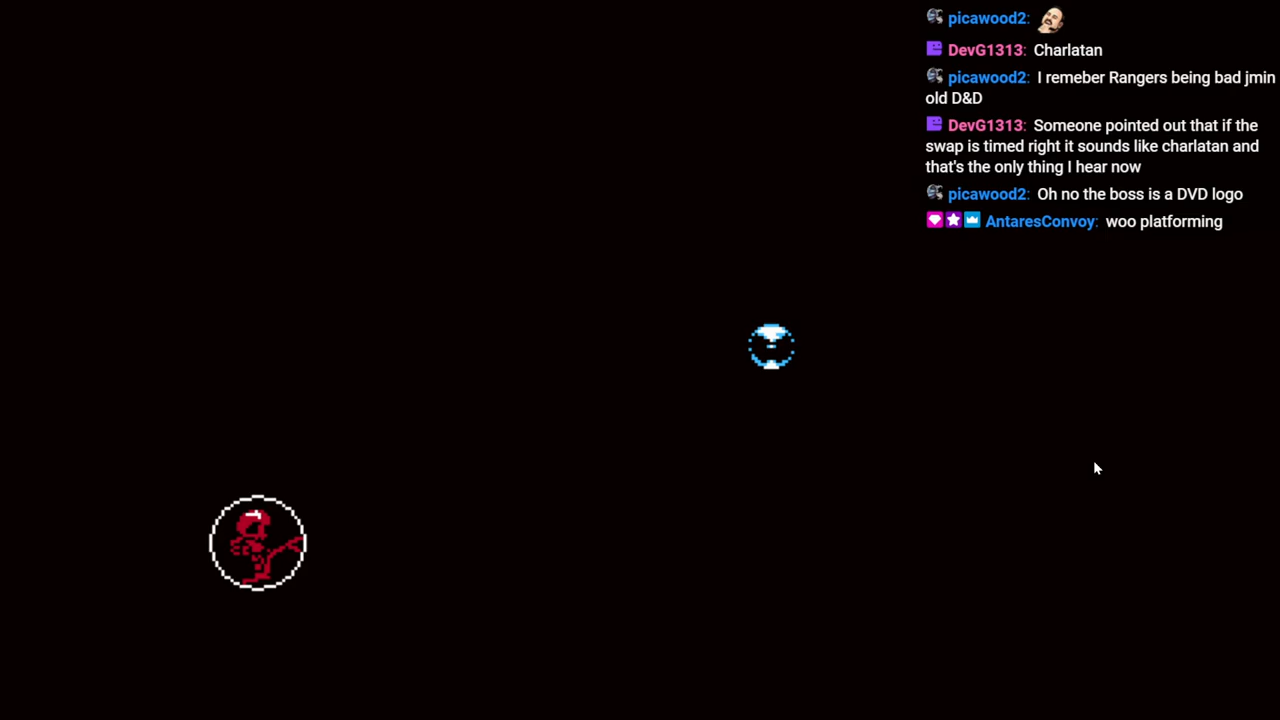 picawood2:
DevG1313: Charlatan
picawood2: I remeber Rangers being bad jmin
old D&D
DevG1313: Someone pointed out that if the
swap is timed right it sounds like charlatan and
that's the only thing I hear now
picawood2: Oh no the boss is a DVD logo
AntaresConvoy: woo platforming